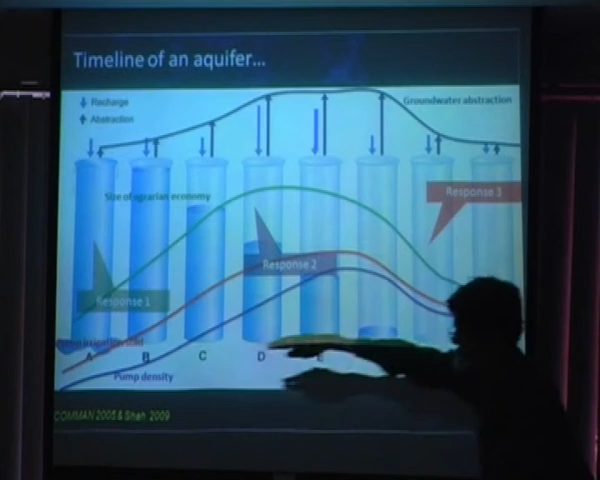 Timeline of an aquifer...
Recharge
Abstraction
Groundwater abstraction
Size of agrarian economy
Response 3
Response 2
Response 1
A
B
C
D
E
Pump density
COMMAN 2005 & Shah 2009